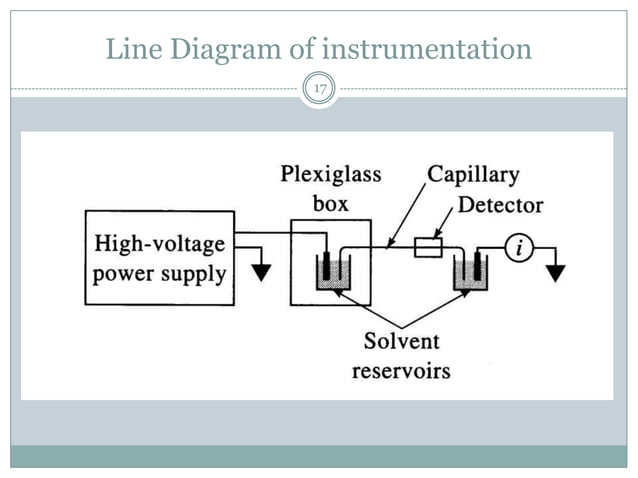 Line Diagram of instrumentation
17
Plexiglass
box
Capillary
Detector
High-voltage
power supply
i
Solvent
reservoirs